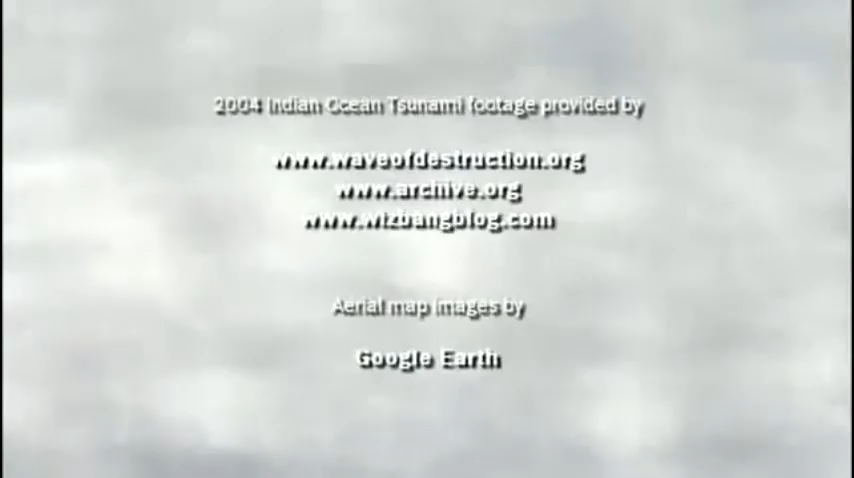 2004 Indian Ocean Tsunami footage provided by
www.waveofdestruction.org
www.archive.org
www.wizbangblog.com
Aerial map images by
Google Earth